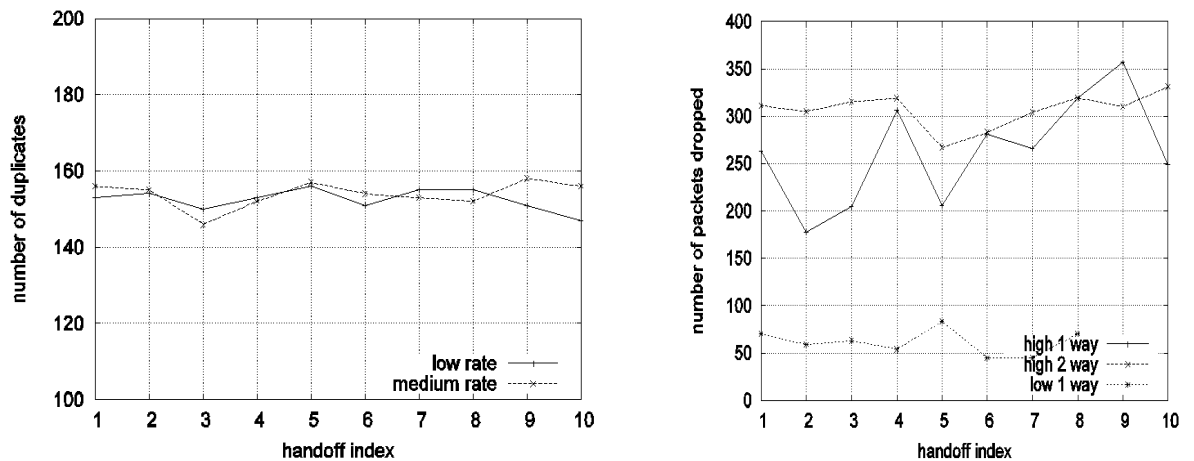 200
180
160
140
120
100
number of duplicates
low rate
medium rate
1 2 3 4 5 6 7 8 9 10
handoff index
400
350
300
250
200
150
100
50
0
number of packets dropped
high 1 way
high 2 way
low 1 way
1 2 3 4 5 6 7 8 9 10
handoff index